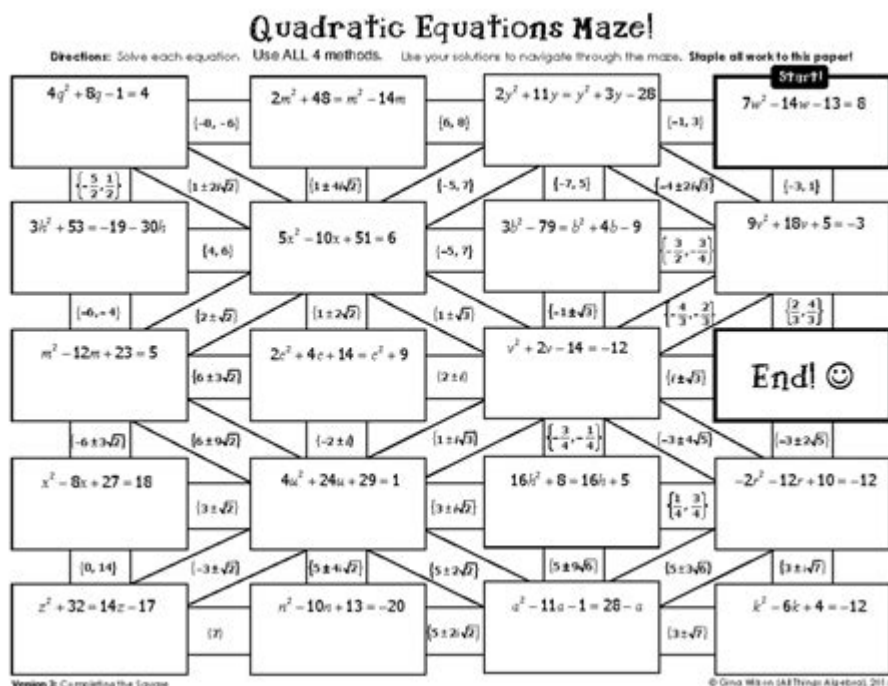 Quadratic Equations Maze!
Directions: Solve each equation. Use ALL 4 methods. Use your solutions to navigate through the maze. Staple all work to this paper!
Start!
4q² + 8q − 1 = 4
{-8, -6}
2m² + 48 = m² − 14m
{6, 8}
2y² + 11y = y² + 3y − 28
{-1, 3}
7w² − 14w − 13 = 8
{-5/2, 1/2}
{1 ± 2i√2}
{1 ± 4i√2}
{-5, 7}
{-7, 5}
{-4 ± 2i√3}
{-3, 1}
3h² + 53 = −19 − 30h
{4, 6}
5x² − 10x + 51 = 6
{-5, 7}
3b² − 79 = b² + 4b − 9
{-3/2, -3/4}
9v² + 18v + 5 = −3
{-6, -4}
{2 ± √2}
{1 ± 2√2}
{1 ± √3}
{-1 ± √3}
{-4/3, -2/3}
{2/3, 4/3}
m² − 12m + 23 = 5
{6 ± 3√2}
2c² + 4c + 14 = c² + 9
{2 ± i}
v² + 2v − 14 = −12
{i ± √3}
End! ☺
{-6 ± 3√2}
{6 ± 9√2}
{-2 ± i}
{1 ± i√3}
{-3/4, -1/4}
{-3 ± 4√5}
{-3 ± 2√5}
x² − 8x + 27 = 18
{3 ± √2}
4u² + 24u + 29 = 1
{3 ± i√2}
16h² + 8 = 16h + 5
{1/4, 3/4}
−2r² − 12r + 10 = −12
{0, 14}
{-3 ± √2}
{5 ± 4i√2}
{5 ± 2√2}
{5 ± 9√6}
{5 ± 3√6}
{3 ± i√7}
z² + 32 = 14z − 17
{7}
n² − 10n + 13 = −20
{5 ± 2i√2}
a² − 11a − 1 = 28 − a
{3 ± √7}
k² − 6k + 4 = −12
Completing the Square
© Gina Wilson (All Things Algebra), 201